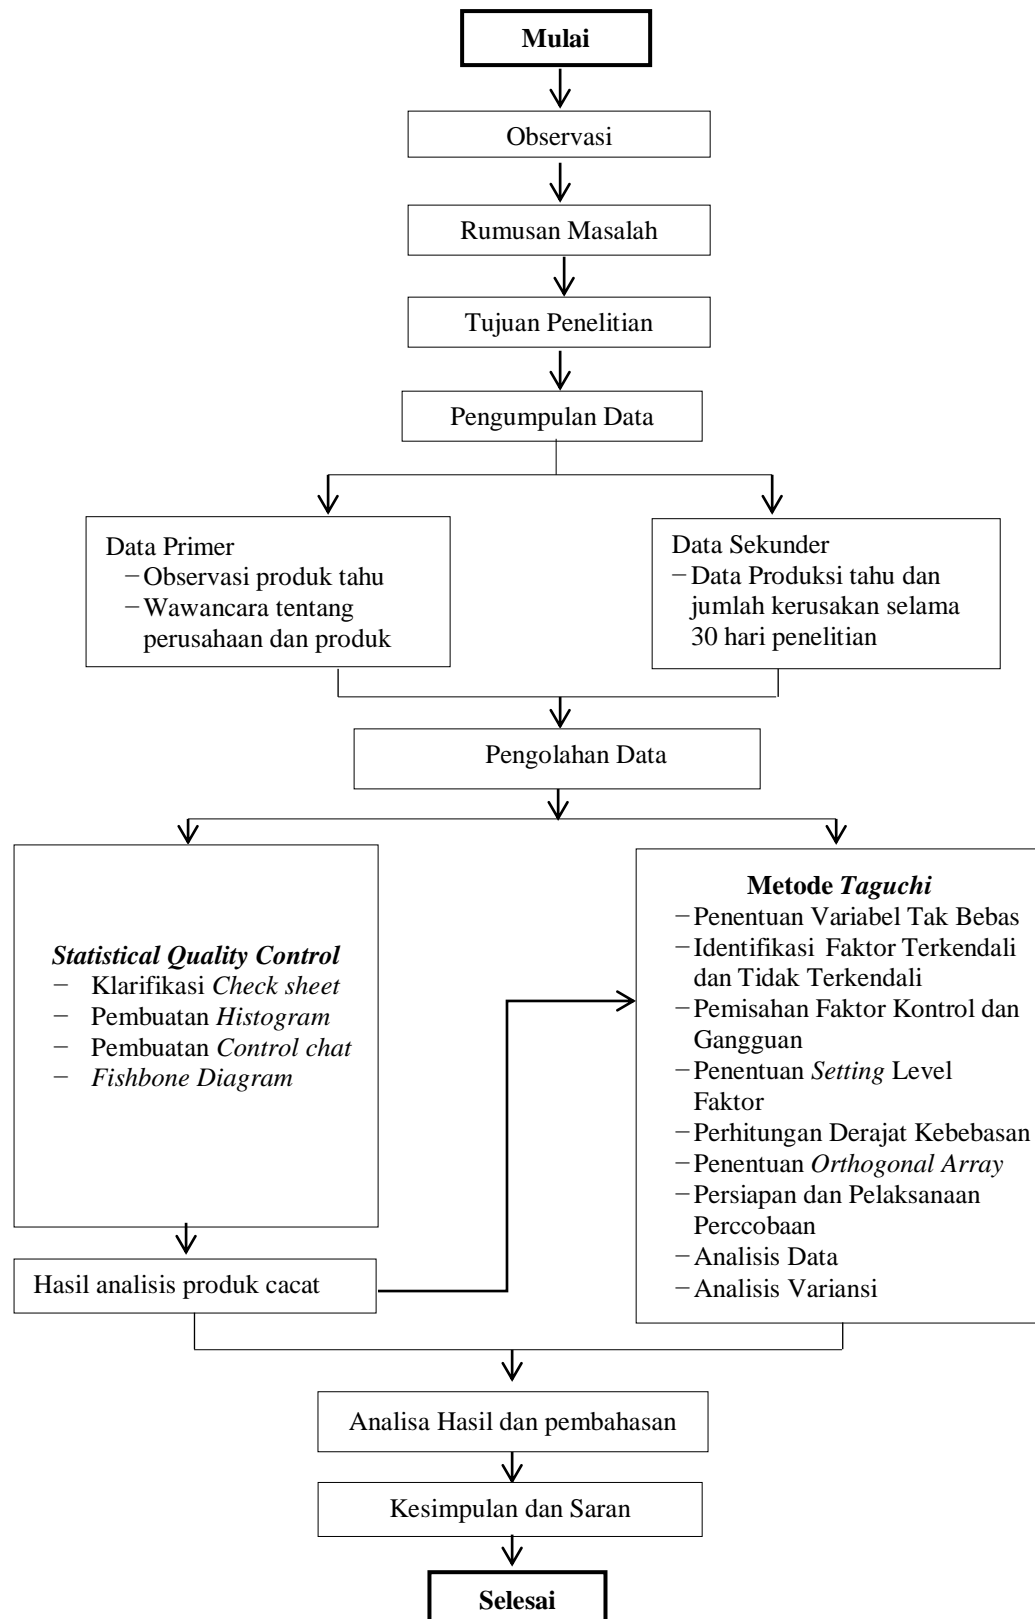 Mulai
Observasi
Rumusan Masalah
Tujuan Penelitian
Pengumpulan Data
Data Primer
−Observasi produk tahu
−Wawancara tentang
perusahaan dan produk
Data Sekunder
−Data Produksi tahu dan
jumlah kerusakan selama
30 hari penelitian
Pengolahan Data
Statistical Quality Control
− Klarifikasi Check sheet
− Pembuatan Histogram
− Pembuatan Control chat
− Fishbone Diagram
Hasil analisis produk cacat
Metode Taguchi
−Penentuan Variabel Tak Bebas
−Identifikasi Faktor Terkendali
dan Tidak Terkendali
−Pemisahan Faktor Kontrol dan
Gangguan
−Penentuan Setting Level
Faktor
−Perhitungan Derajat Kebebasan
−Penentuan Orthogonal Array
−Persiapan dan Pelaksanaan
Perccobaan
−Analisis Data
−Analisis Variansi
Analisa Hasil dan pembahasan
Kesimpulan dan Saran
Selesai